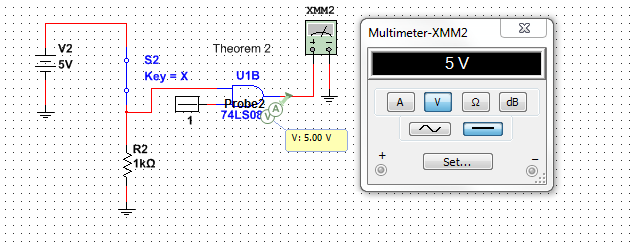 XMM2
V2
5V
S2
Key = X
Theorem 2
U1B
1
Probe2
74LS08
A
V
V: 5.00 V
R2
1kΩ
Multimeter-XMM2
5 V
A
V
Ω
dB
Set...
+
-